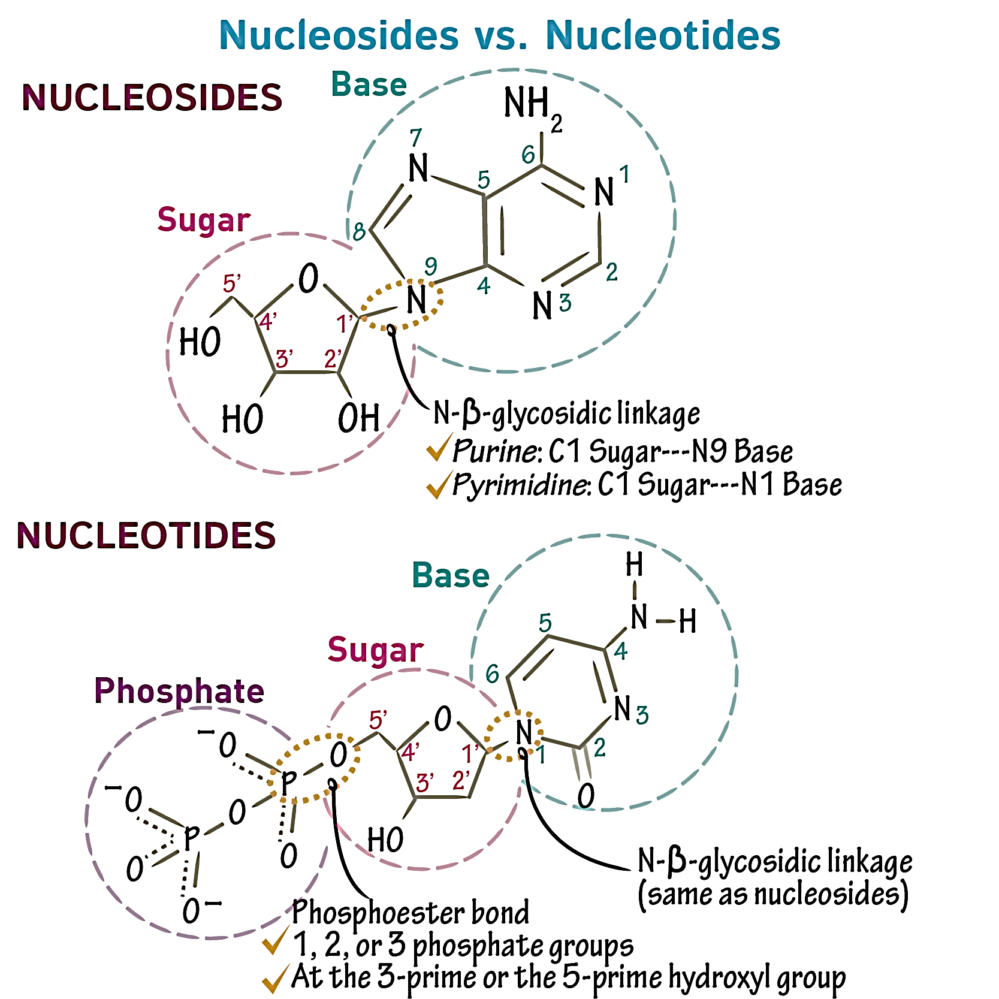 Nucleosides vs. Nucleotides
NUCLEOSIDES
Base
NH2
7
N
6
5
N 1
Sugar
8
9
2
4
N 3
5'
O
N
4'
1'
HO
3'
2'
HO
OH
N-β-glycosidic linkage
Purine: C1 Sugar---N9 Base
Pyrimidine: C1 Sugar---N1 Base
NUCLEOTIDES
Base
H
N H
5
4
Sugar
6
Phosphate
N 3
5'
O
N
1
2
4'
1'
3'
2'
O
HO
⁻O
O
P
⁻O
O
P
O
O
O⁻
N-β-glycosidic linkage
(same as nucleosides)
Phosphoester bond
1, 2, or 3 phosphate groups
At the 3-prime or the 5-prime hydroxyl group